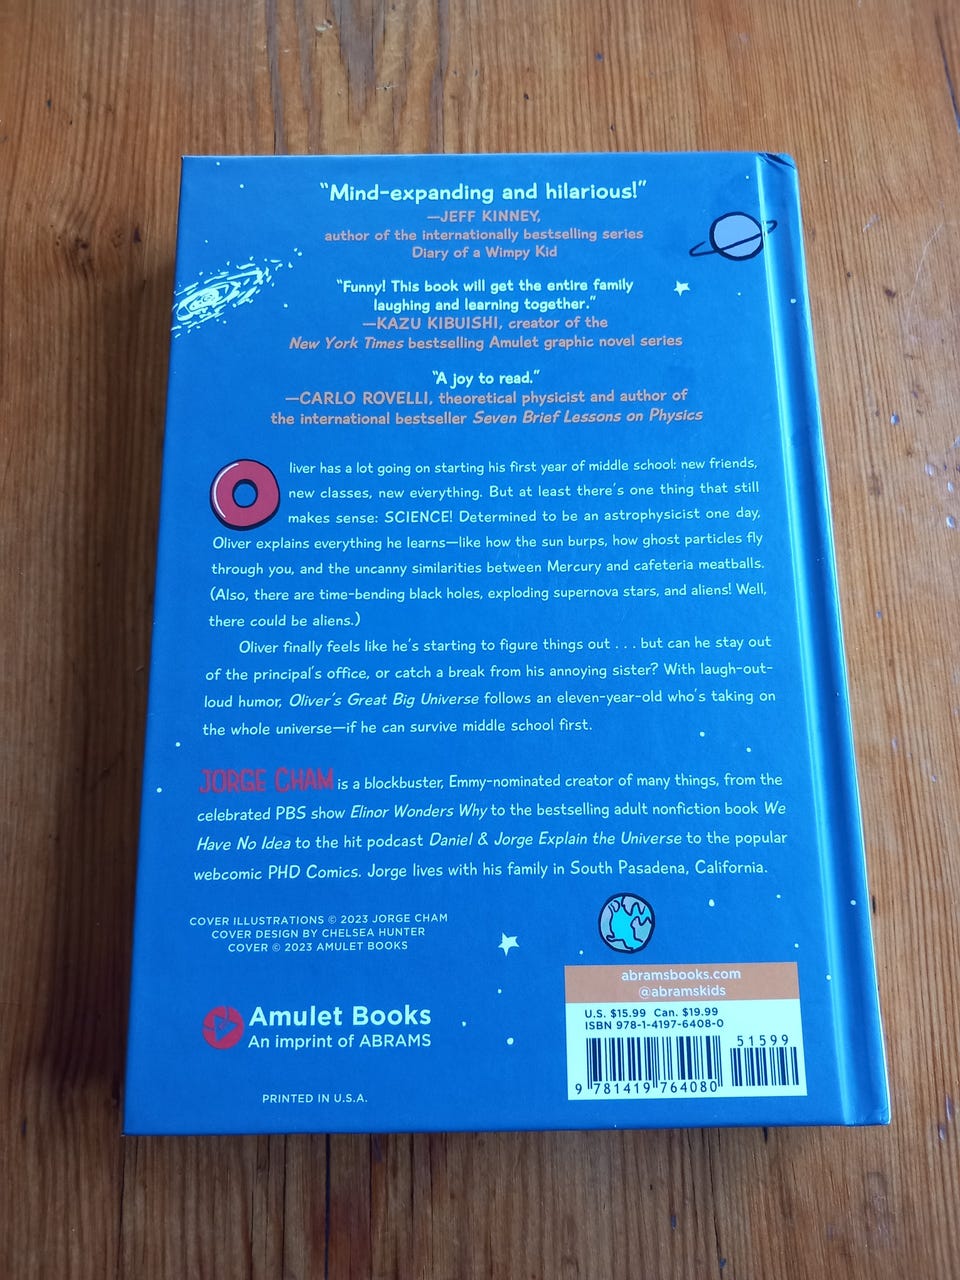 “Mind-expanding and hilarious!”
—JEFF KINNEY,
author of the internationally bestselling series
Diary of a Wimpy Kid
“Funny! This book will get the entire family
laughing and learning together.”
—KAZU KIBUISHI, creator of the
New York Times bestselling Amulet graphic novel series
“A joy to read.”
—CARLO ROVELLI, theoretical physicist and author of
the international bestseller Seven Brief Lessons on Physics
Oliver has a lot going on starting his first year of middle school: new friends,
new classes, new everything. But at least there’s one thing that still
makes sense: SCIENCE! Determined to be an astrophysicist one day,
Oliver explains everything he learns—like how the sun burps, how ghost particles fly
through you, and the uncanny similarities between Mercury and cafeteria meatballs.
(Also, there are time-bending black holes, exploding supernova stars, and aliens! Well,
there could be aliens.)
Oliver finally feels like he’s starting to figure things out . . . but can he stay out
of the principal’s office, or catch a break from his annoying sister? With laugh-out-
loud humor, Oliver’s Great Big Universe follows an eleven-year-old who’s taking on
the whole universe—if he can survive middle school first.
JORGE CHAM is a blockbuster, Emmy-nominated creator of many things, from the
celebrated PBS show Elinor Wonders Why to the bestselling adult nonfiction book We
Have No Idea to the hit podcast Daniel & Jorge Explain the Universe to the popular
webcomic PHD Comics. Jorge lives with his family in South Pasadena, California.
COVER ILLUSTRATIONS © 2023 JORGE CHAM
COVER DESIGN BY CHELSEA HUNTER
COVER © 2023 AMULET BOOKS
Amulet Books
An imprint of ABRAMS
PRINTED IN U.S.A.
abramsbooks.com
@abramskids
U.S. $15.99 Can. $19.99
ISBN 978-1-4197-6408-0
51599
9 781419 764080